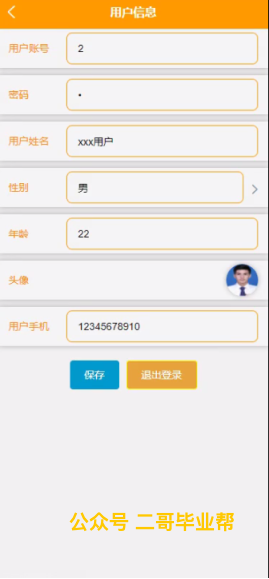 用户信息
用户账号 2
密码 •
用户姓名 xxx用户
性别 男
年龄 22
头像
用户手机 12345678910
保存 退出登录
公众号 二哥毕业帮